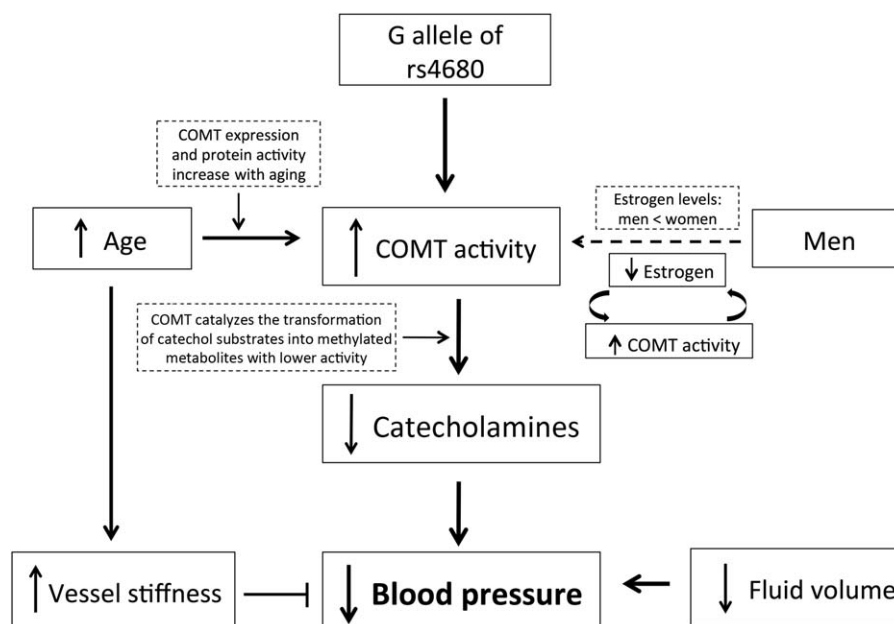 G allele of
rs4680
COMT expression
and protein activity
increase with aging
Estrogen levels:
men < women
↑ Age
↑ COMT activity
Men
↓ Estrogen
COMT catalyzes the transformation
of catechol substrates into methylated
metabolites with lower activity
↑ COMT activity
↓ Catecholamines
↑ Vessel stiffness
↓ Blood pressure
↓ Fluid volume